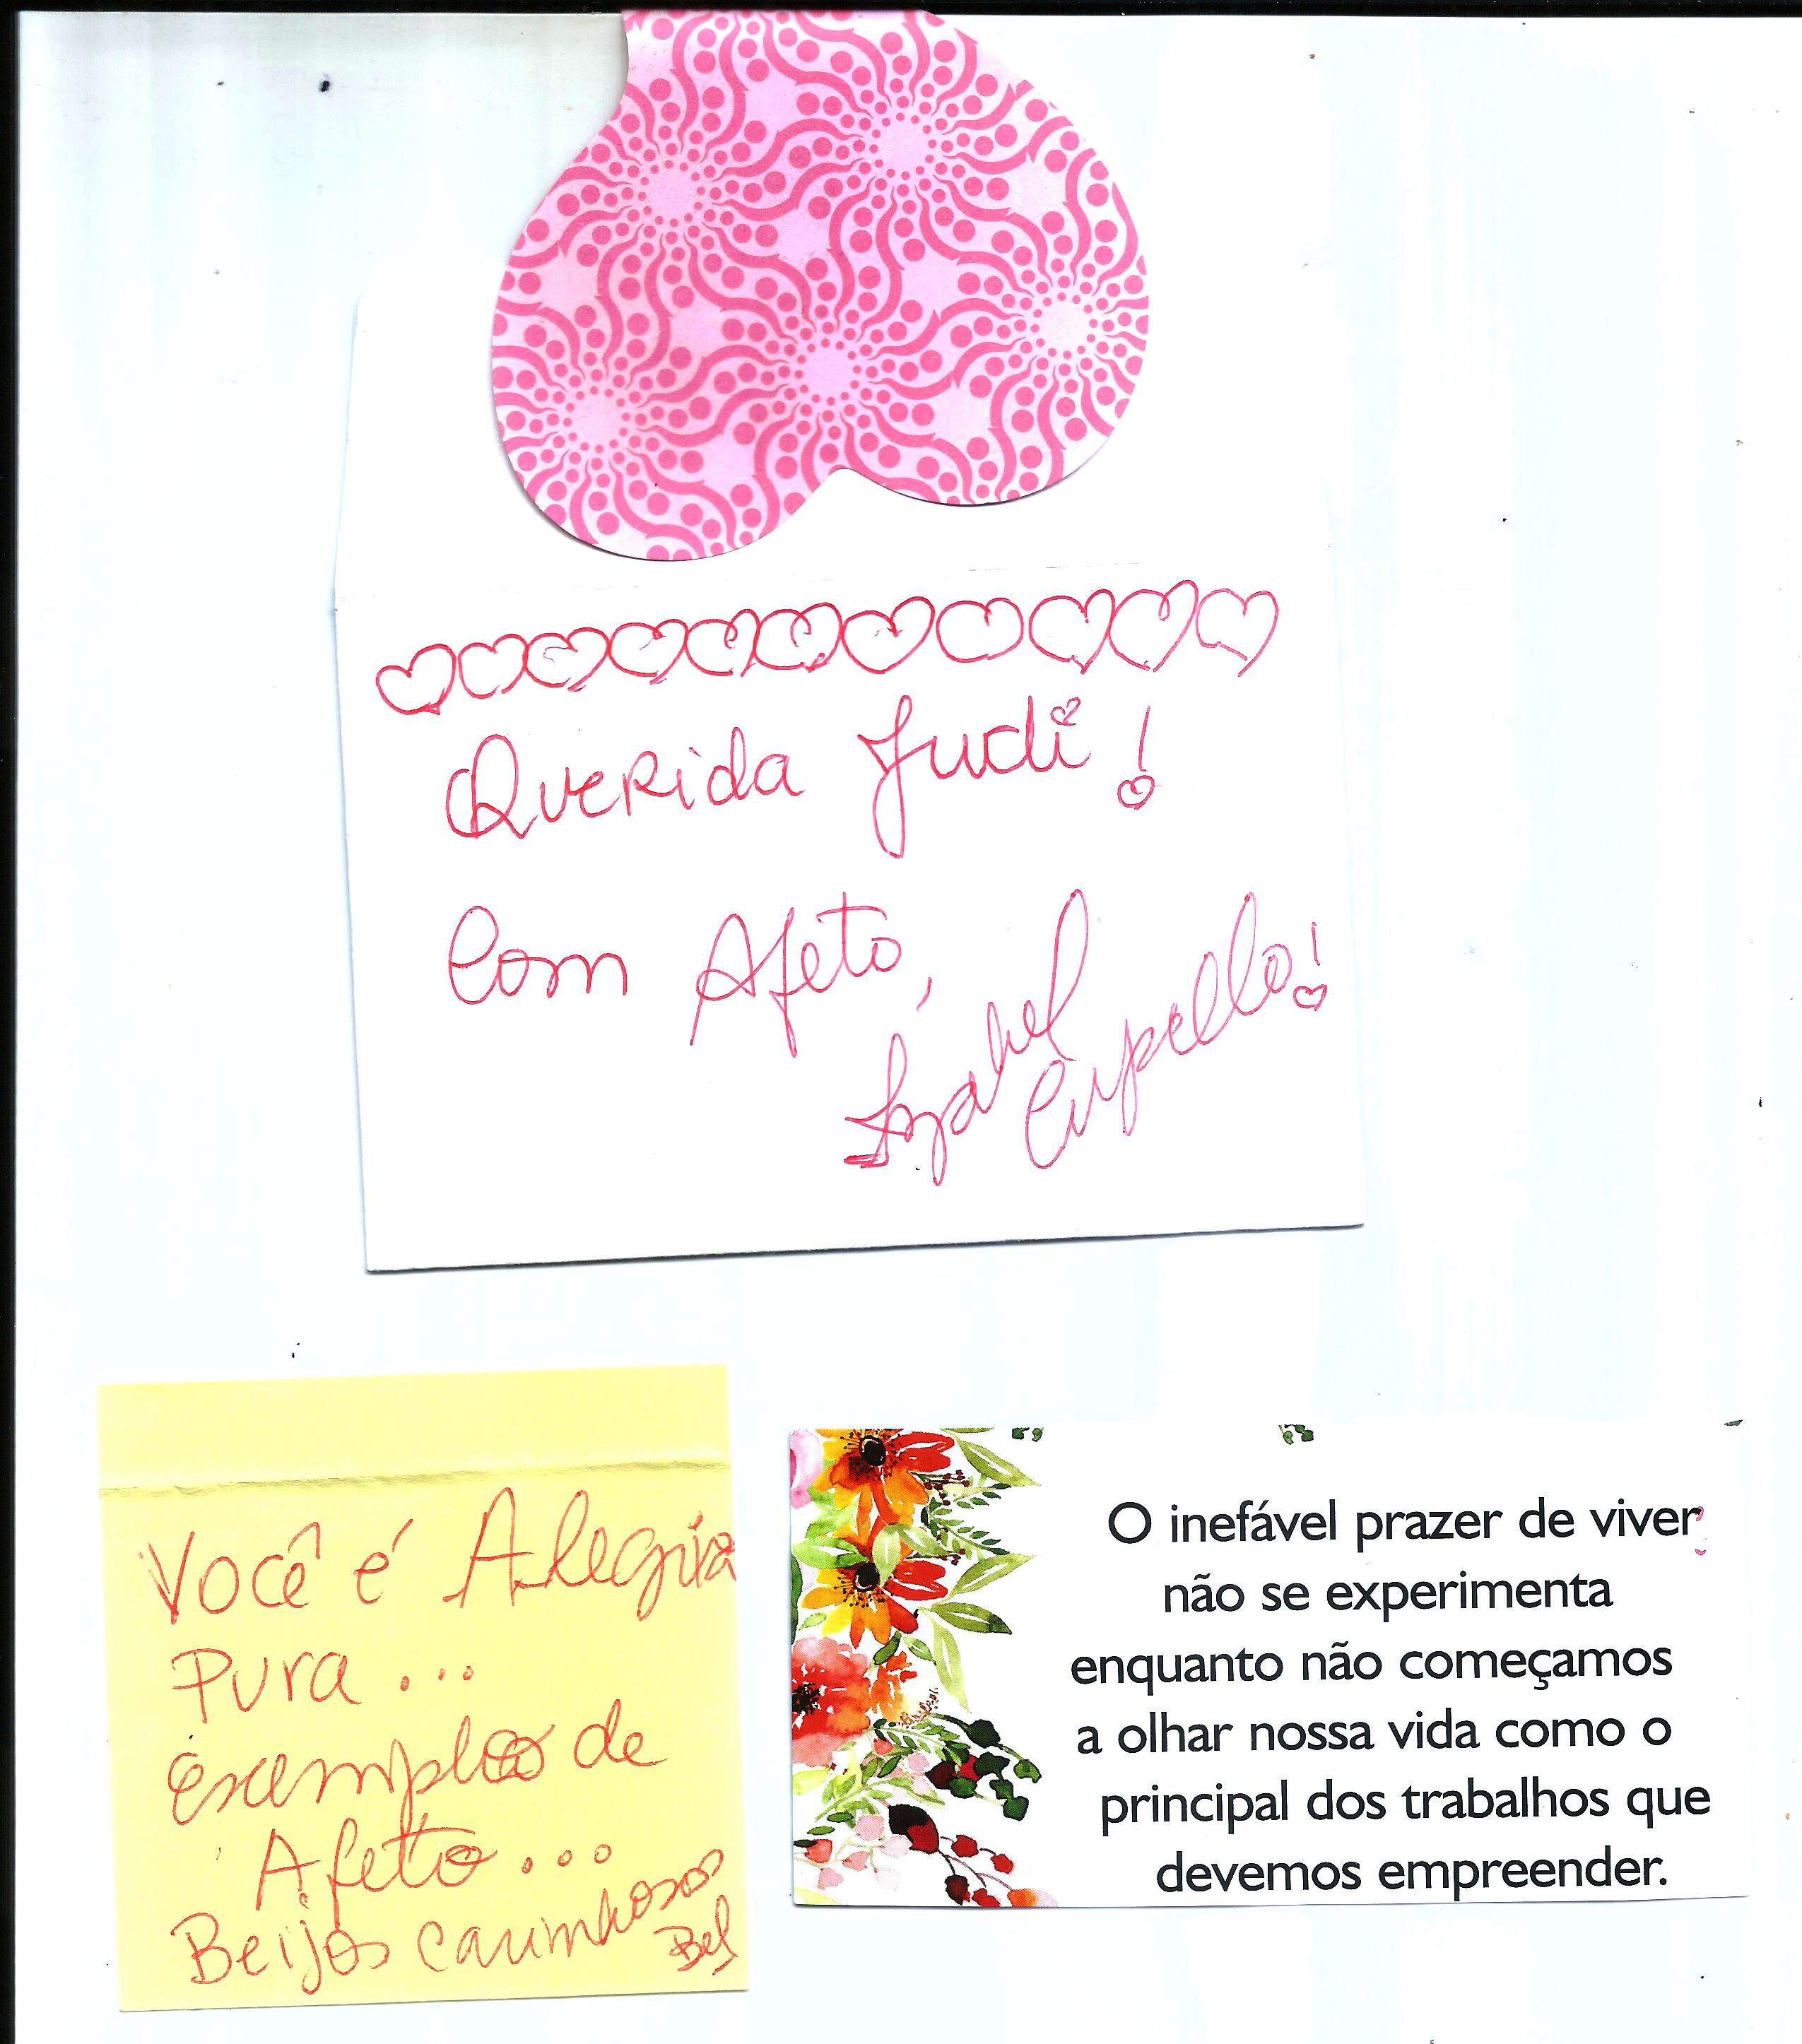 Querida Judi!
Com Afeto,
Izabel
Cupello!
Você é Alegria
Pura...
Exemplo de
Afeto...
Beijos carinhosos
Bel
O inefável prazer de viver
não se experimenta
enquanto não começamos
a olhar nossa vida como o
principal dos trabalhos que
devemos empreender.